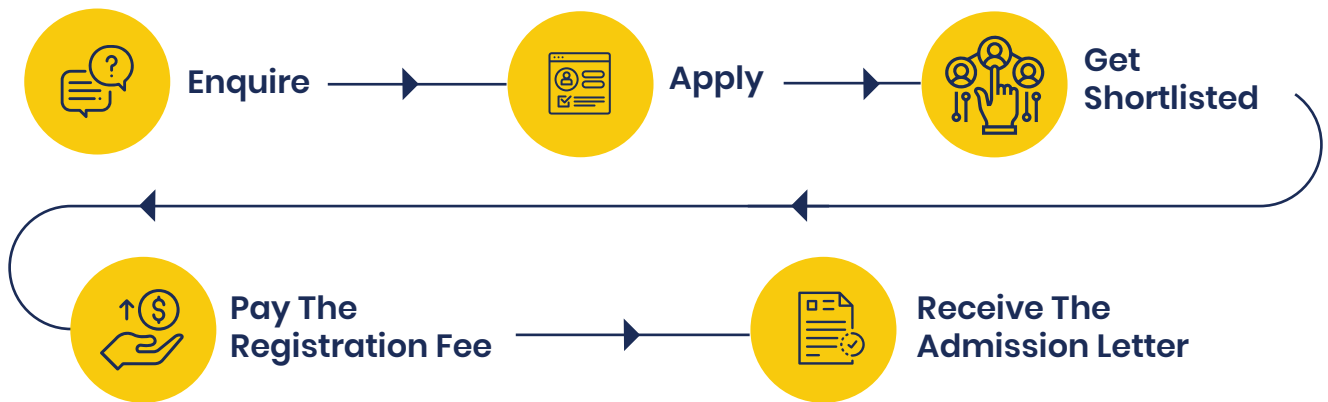 Enquire
Apply
Get
Shortlisted
Pay The
Registration Fee
Receive The
Admission Letter